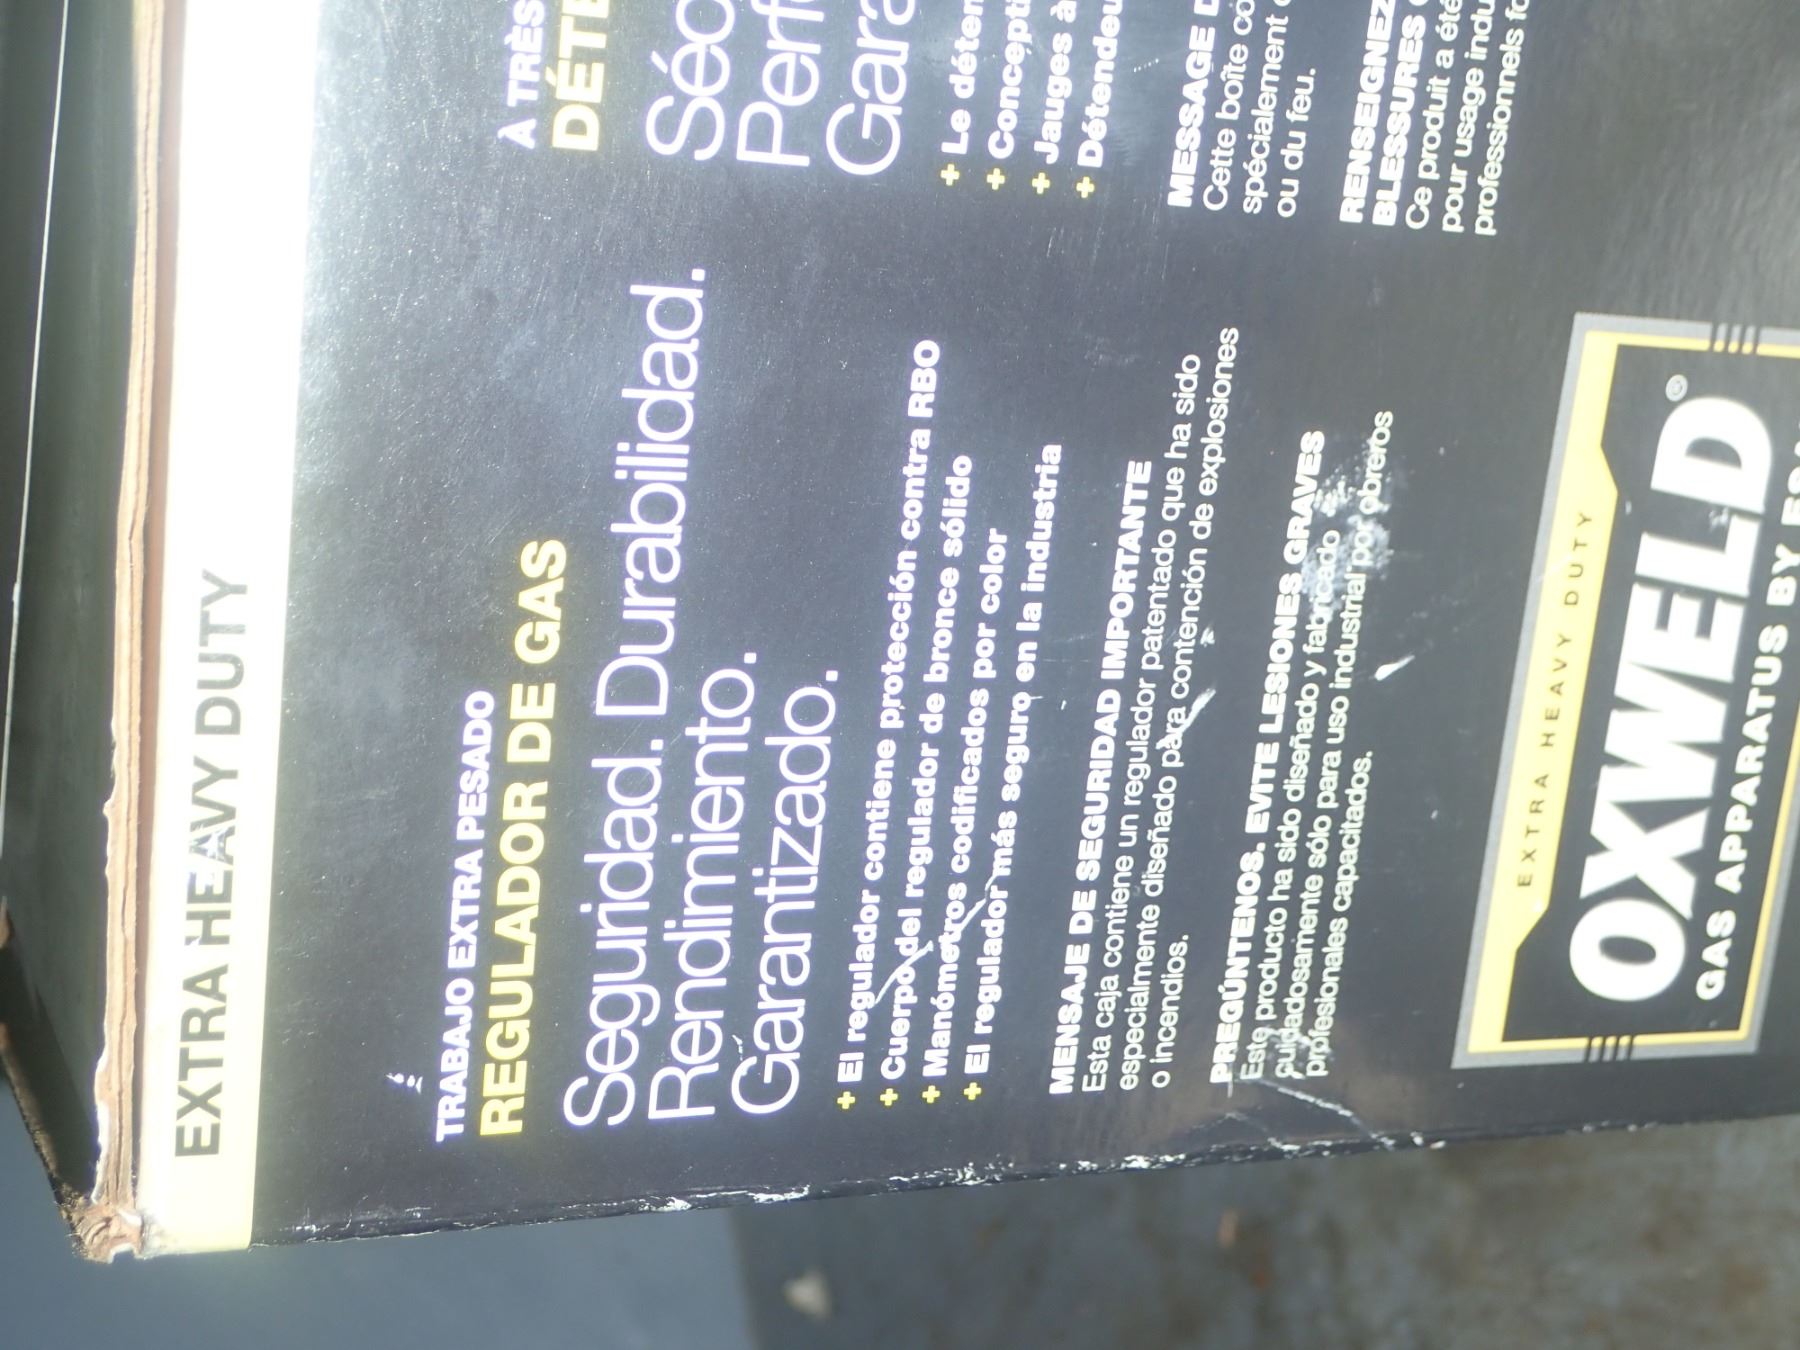 EXTRA HEAVY DUTY
TRABAJO EXTRA PESADO
REGULADOR DE GAS
Seguridad. Durabilidad.
Rendimiento.
Garantizado.
+ El regulador contiene protección contra RBO
+ Cuerpo del regulador de bronce sólido
+ Manómetros codificados por color
+ El regulador más seguro en la industria
MENSAJE DE SEGURIDAD IMPORTANTE
Esta caja contiene un regulador patentado que ha sido
especialmente diseñado para contención de explosiones
o incendios.
PREGÚNTENOS. EVITE LESIONES GRAVES
Este producto ha sido diseñado y fabricado
cuidadosamente sólo para uso industrial por obreros
profesionales capacitados.
EXTRA HEAVY DUTY
OXWELD®
GAS APPARATUS BY
À TRÈS
+ Le
+
+ Jauges à
+
MESSAGE
Cette boîte
spécialement
ou du feu.
RENSEIGNEZ
BLESSURES
Ce produit a été
pour usage
professionnels